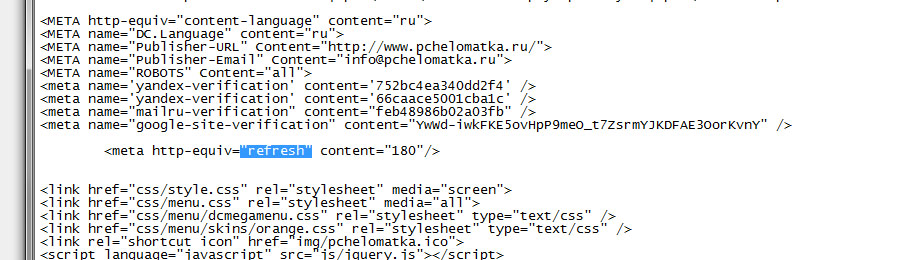 <META http-equiv="content-language" content="ru">
<META name="DC.Language" content="ru">
<META name="Publisher-URL" Content="http://www.pchelomatka.ru/">
<META name="Publisher-Email" Content="info@pchelomatka.ru">
<META name="ROBOTS" Content="all">
<meta name='yandex-verification' content='752bc4ea340dd2f4' />
<meta name='yandex-verification' content='66caace5001cba1c' />
<meta name="mailru-verification" content="feb48986b02a03fb" />
<meta name="google-site-verification" content="YwWd-iwkFKE5ovHpP9meO_t7ZsrmYJKDFAE3OorKvnY" />
<meta http-equiv="refresh" content="180"/>
<link href="css/style.css" rel="stylesheet" media="screen">
<link href="css/menu.css" rel="stylesheet" media="all">
<link href="css/menu/dcmegamenu.css" rel="stylesheet" type="text/css" />
<link href="css/menu/skins/orange.css" rel="stylesheet" type="text/css" />
<link rel="shortcut icon" href="img/pchelomatka.ico">
<script language="javascript" src="js/jquery.js"></script>